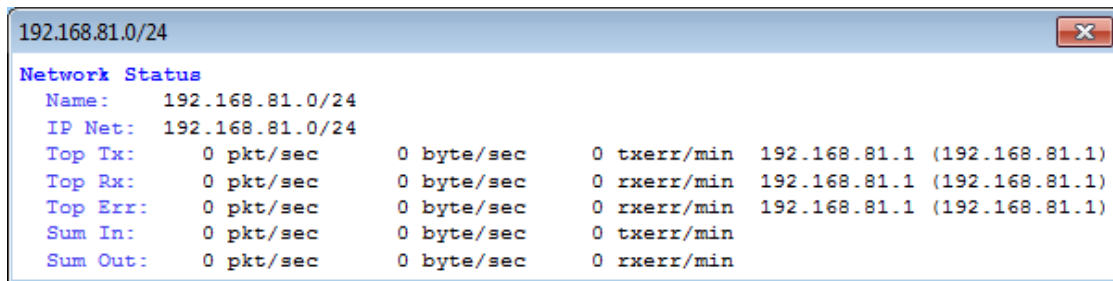 192.168.81.0/24
Network Status
Name: 192.168.81.0/24
IP Net: 192.168.81.0/24
Top Tx: 0 pkt/sec 0 byte/sec 0 txerr/min 192.168.81.1 (192.168.81.1)
Top Rx: 0 pkt/sec 0 byte/sec 0 rxerr/min 192.168.81.1 (192.168.81.1)
Top Err: 0 pkt/sec 0 byte/sec 0 rxerr/min 192.168.81.1 (192.168.81.1)
Sum In: 0 pkt/sec 0 byte/sec 0 txerr/min
Sum Out: 0 pkt/sec 0 byte/sec 0 rxerr/min